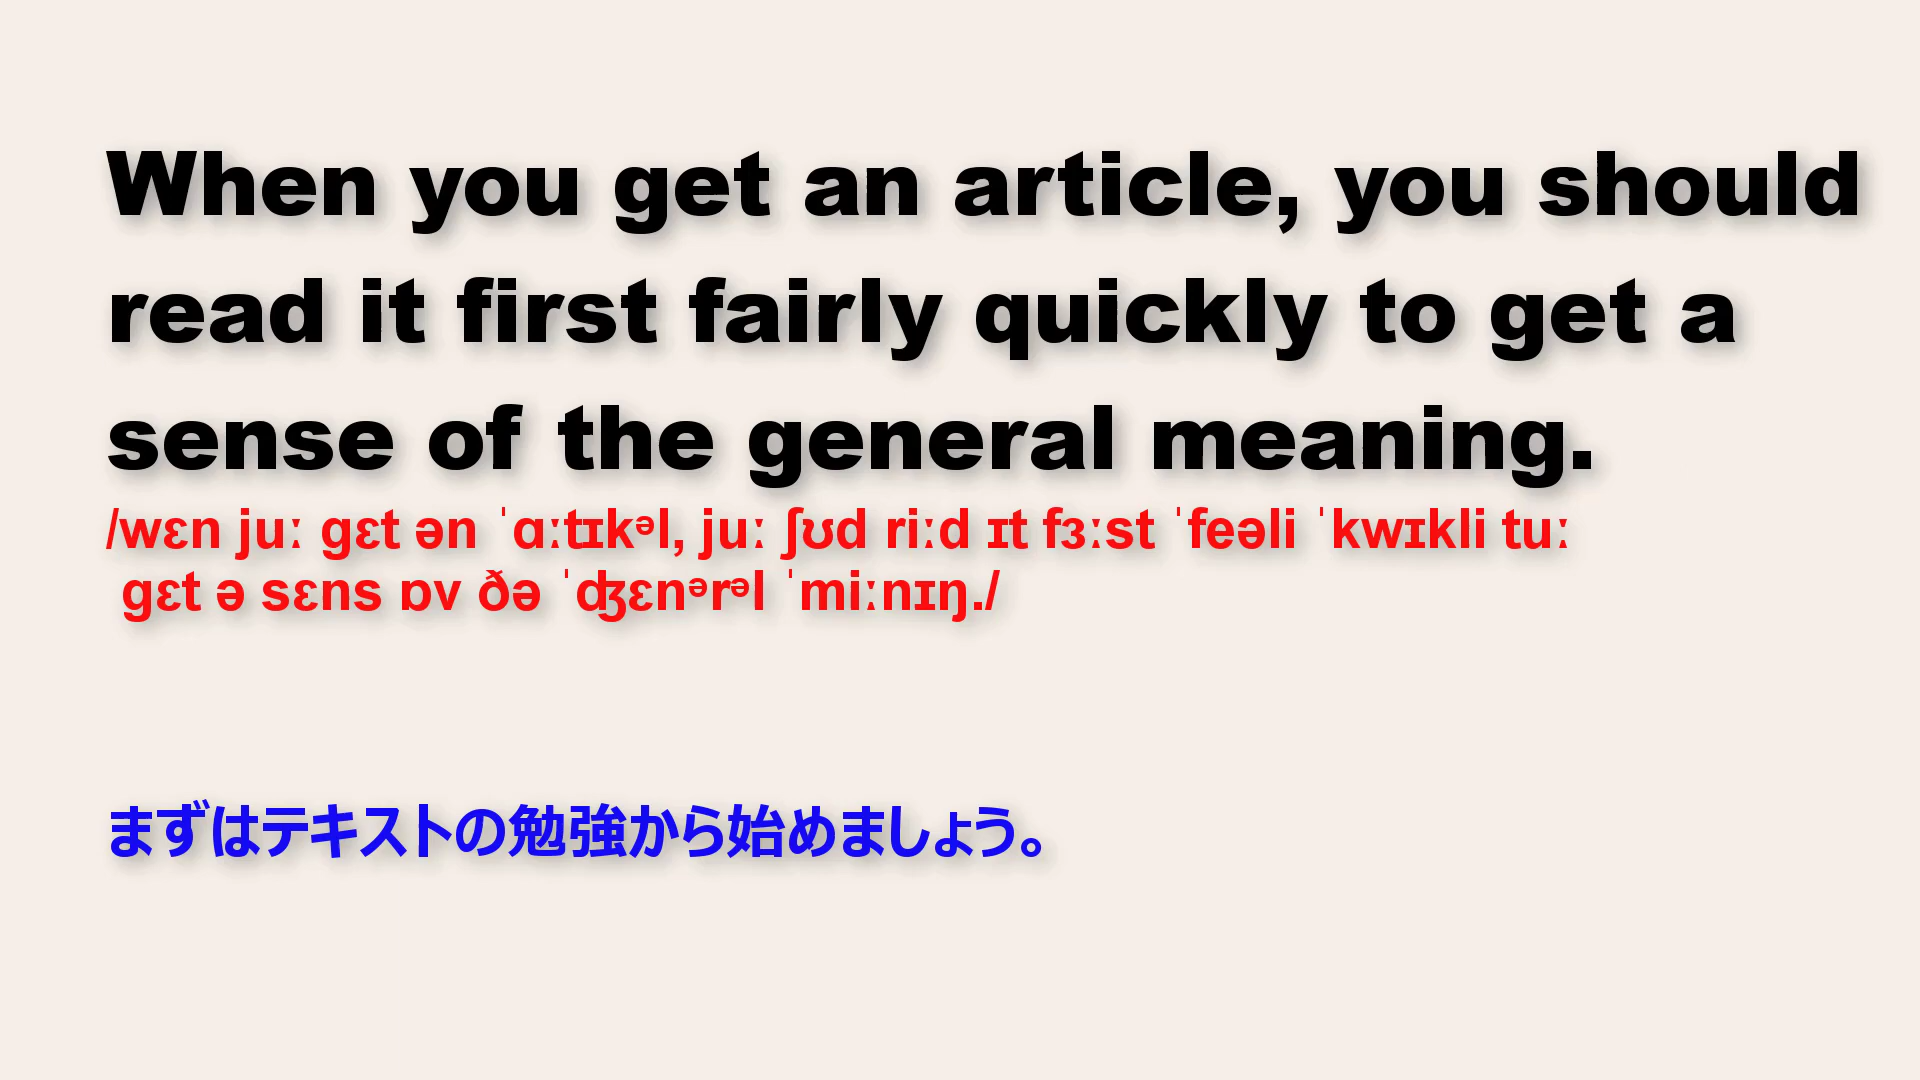 When you get an article, you should
read it first fairly quickly to get a
sense of the general meaning.
/wɛn juː gɛt ən ˈɑːtɪkᵊl, juː ʃʊd riːd ɪt fɜːst ˈfeəli ˈkwɪkli tuː
gɛt ə sɛns ɒv ðə ˈʤɛnᵊrᵊl ˈmiːnɪŋ./
まずはテキストの勉強から始めましょう。